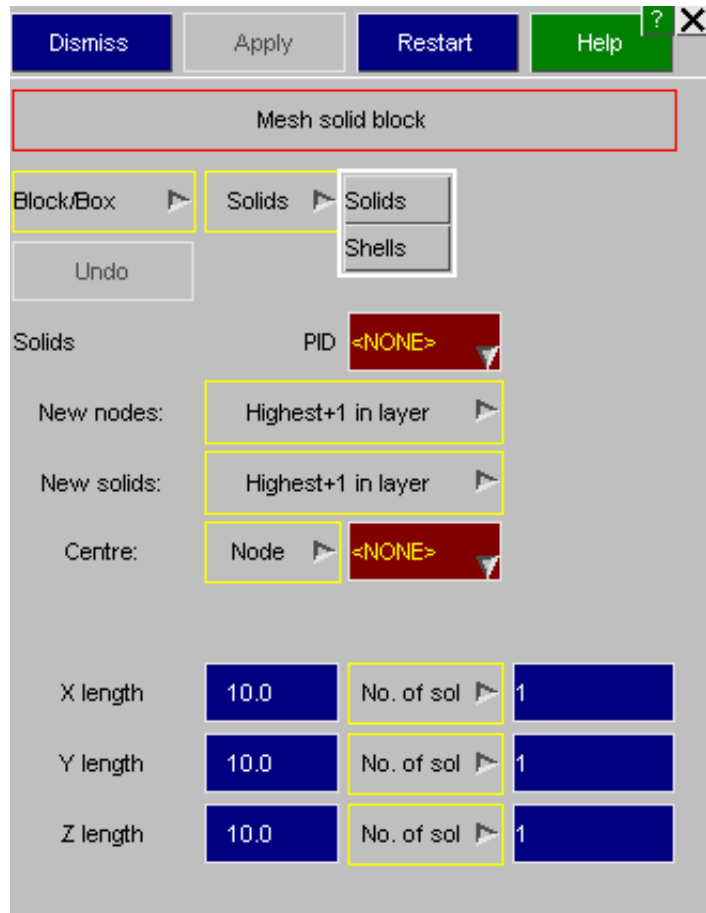 ?
Dismiss Apply Restart Help
Mesh solid block
Block/Box Solids Solids
Shells
Undo
Solids PID <NONE>
New nodes: Highest+1 in layer
New solids: Highest+1 in layer
Centre: Node <NONE>
X length 10.0 No. of sol 1
Y length 10.0 No. of sol 1
Z length 10.0 No. of sol 1